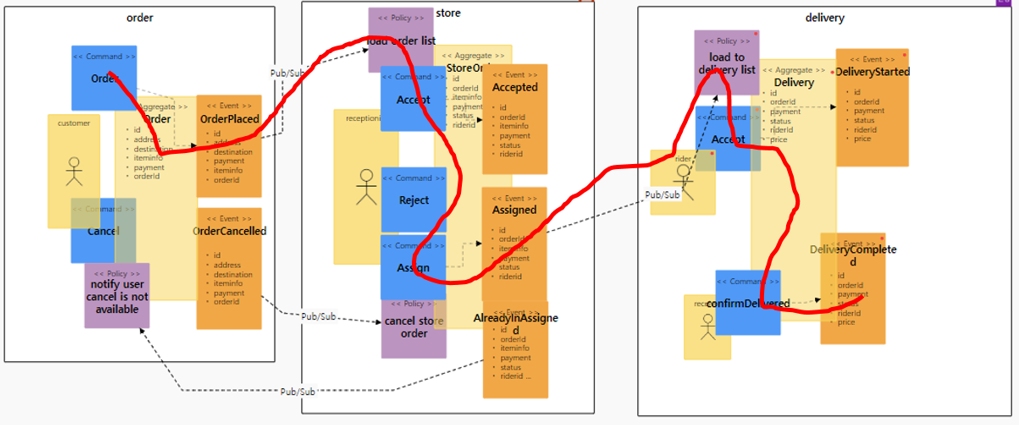 order
<< Command >>
Order
customer
<< Aggregate >>
Order
id
address
destination
iteminfo
payment
orderId
<< Event >>
OrderPlaced
id
address
destination
payment
iteminfo
orderId
<< Command >>
Cancel
<< Event >>
OrderCancelled
id
address
destination
iteminfo
payment
orderId
<< Policy >>
notify user
cancel is not
available
Pub/Sub
Pub/Sub
Pub/Sub
store
<< Policy >>
load order list
<< Command >>
Accept
<< Aggregate >>
id
orderId
iteminfo
payment
status
riderid
<< Event >>
Accepted
id
orderId
iteminfo
payment
status
riderid
<< Command >>
Reject
<< Command >>
Assign
<< Event >>
Assigned
id
orderId
iteminfo
payment
status
riderid
<< Policy >>
cancel store
order
AlreadyInAssigne
d
id
orderId
iteminfo
payment
status
riderid ...
Pub/Sub
delivery
<< Policy >>
load to
delivery list
<< Command >>
Accept
rider
<< Aggregate >>
Delivery
id
orderId
payment
status
riderid
price
<< Event >>
DeliveryStarted
id
orderId
payment
status
riderid
price
<< Command >>
confirmDelivered
<< Event >>
DeliveryComplete
d
id
orderId
payment
status
price